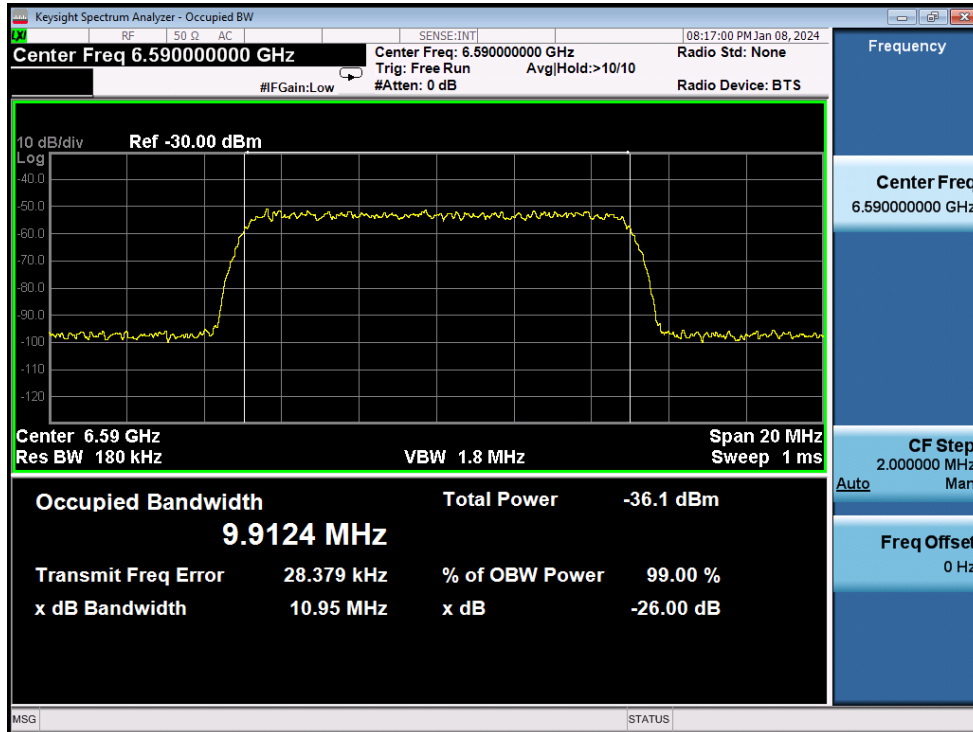 Keysight Spectrum Analyzer - Occupied BW
LXI RF 50 Ω AC SENSE:INT 08:17:00 PM Jan 08, 2024
Center Freq 6.590000000 GHz
Center Freq: 6.590000000 GHz
Radio Std: None
Trig: Free Run Avg|Hold:>10/10
#IFGain:Low
#Atten: 0 dB
Radio Device: BTS
10 dB/div Ref -30.00 dBm
Log
-40.0
-50.0
-60.0
-70.0
-80.0
-90.0
-100
-110
-120
Center 6.59 GHz Span 20 MHz
Res BW 180 kHz VBW 1.8 MHz Sweep 1 ms
Occupied Bandwidth Total Power -36.1 dBm
9.9124 MHz
Transmit Freq Error 28.379 kHz % of OBW Power 99.00 %
x dB Bandwidth 10.95 MHz x dB -26.00 dB
MSG STATUS
Frequency
Center Freq
6.590000000 GHz
CF Step
2.000000 MHz
Auto Man
Freq Offset
0 Hz